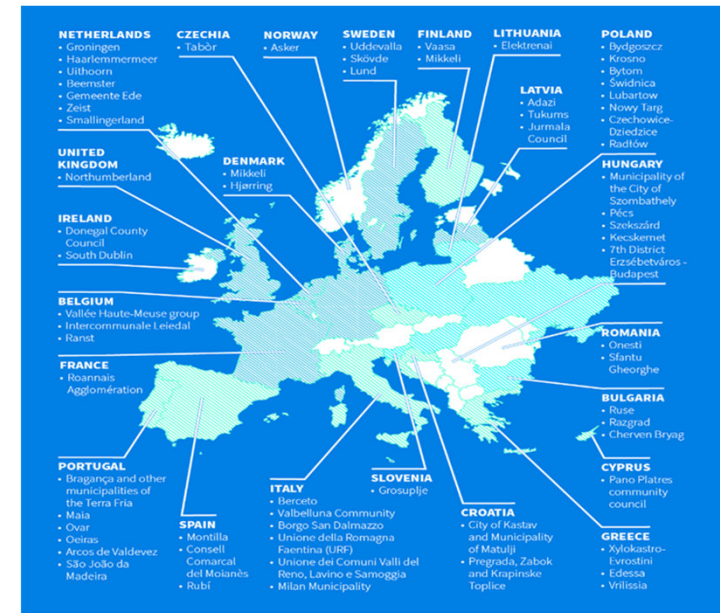 NETHERLANDS
• Groningen
• Haarlemmermeer
• Uithoorn
• Beemster
• Gemeente Ede
• Zeist
• Smallingerland
CZECHIA
• Tabòr
NORWAY
• Asker
SWEDEN
• Uddevalla
• Skövde
• Lund
FINLAND
• Vaasa
• Mikkeli
LITHUANIA
• Elektrenai
POLAND
• Bydgoszcz
• Krosno
• Bytom
• Świdnica
• Lubartow
• Nowy Targ
• Czechowice-
Dziedzice
• Radłów
LATVIA
• Adazi
• Tukums
• Jurmala
Council
UNITED
KINGDOM
• Northumberland
DENMARK
• Mikkeli
• Hjørring
HUNGARY
• Municipality of
the City of
Szombathely
• Pécs
• Szekszárd
• Kecskemet
• 7th District
Erzsébetváros -
Budapest
IRELAND
• Donegal County
Council
• South Dublin
BELGIUM
• Vallée Haute-Meuse group
• Intercommunale Leiedal
• Ranst
FRANCE
• Roannais
Agglomération
ROMANIA
• Onesti
• Sfantu
Gheorghe
BULGARIA
• Ruse
• Razgrad
• Cherven Bryag
CYPRUS
• Pano Platres
community
council
PORTUGAL
• Bragança and other
municipalities of
the Terra Fria
• Maia
• Ovar
• Oeiras
• Arcos de Valdevez
• São João da
Madeira
SPAIN
• Montilla
• Consell
Comarcal
del Moianès
• Rubí
ITALY
• Berceto
• Valbelluna Community
• Borgo San Dalmazzo
• Unione della Romagna
Faentina (URF)
• Unione dei Comuni Valli del
Reno, Lavino e Samoggia
• Milan Municipality
SLOVENIA
• Grosuplje
CROATIA
• City of Kastav
and Municipality
of Matulji
• Pregrada, Zabok
and Krapinske
Toplice
GREECE
• Xylokastro-
Evrostini
• Edessa
• Vrilissia